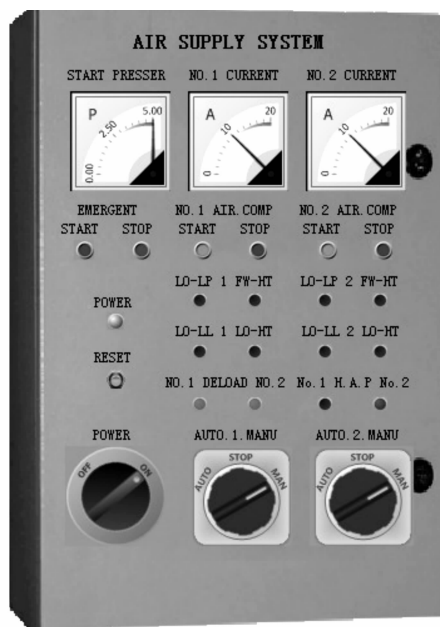 AIR SUPPLY SYSTEM
START PRESSER NO.1 CURRENT NO.2 CURRENT
P 0.00 2.50 5.00
A 0 10 20
A 0 10 20
EMERGENT NO.1 AIR.COMP NO.2 AIR.COMP
START STOP START STOP START STOP
LO-LP 1 FW-HT LO-LP 2 FW-HT
POWER
LO-LL 1 LO-HT LO-LL 2 LO-HT
RESET
NO.1 DELOAD NO.2 No.1 H.A.P No.2
POWER AUTO.1.MANU AUTO.2.MANU
OFF ON AUTO STOP MAN AUTO STOP MAN